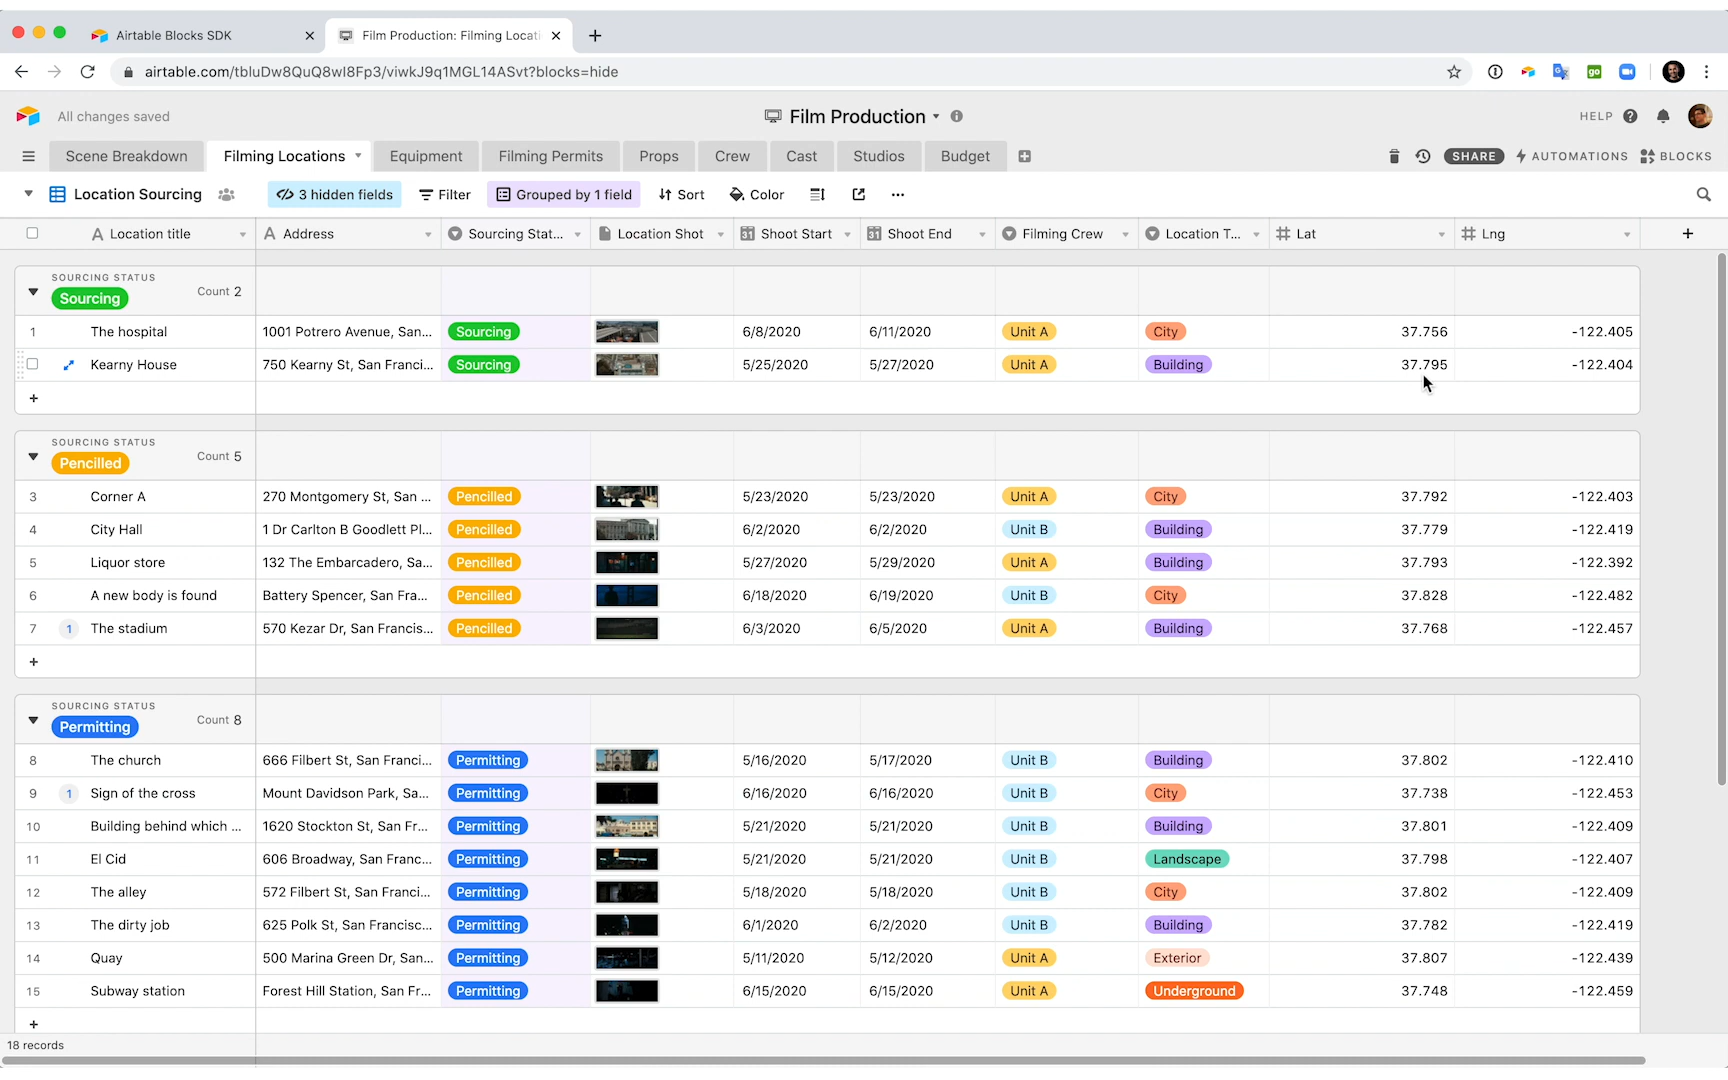 Airtable Blocks SDK
Film Production: Filming Locati
airtable.com/tbluDw8QuQ8wI8Fp3/viwkJ9q1MGL14ASvt?blocks=hide
go
All changes saved
Film Production
HELP
Scene Breakdown
Filming Locations
Equipment
Filming Permits
Props
Crew
Cast
Studios
Budget
SHARE
AUTOMATIONS
BLOCKS
Location Sourcing
3 hidden fields
Filter
Grouped by 1 field
Sort
Color
Location title
Address
Sourcing Stat...
Location Shot
Shoot Start
Shoot End
Filming Crew
Location T...
Lat
Lng
SOURCING STATUS
Sourcing
Count 2
1 The hospital 1001 Potrero Avenue, San... Sourcing 6/8/2020 6/11/2020 Unit A City 37.756 -122.405
Kearny House 750 Kearny St, San Franci... Sourcing 5/25/2020 5/27/2020 Unit A Building 37.795 -122.404
SOURCING STATUS
Pencilled
Count 5
3 Corner A 270 Montgomery St, San ... Pencilled 5/23/2020 5/23/2020 Unit A City 37.792 -122.403
4 City Hall 1 Dr Carlton B Goodlett Pl... Pencilled 6/2/2020 6/2/2020 Unit B Building 37.779 -122.419
5 Liquor store 132 The Embarcadero, Sa... Pencilled 5/27/2020 5/29/2020 Unit A Building 37.793 -122.392
6 A new body is found Battery Spencer, San Fra... Pencilled 6/18/2020 6/19/2020 Unit B City 37.828 -122.482
7 1 The stadium 570 Kezar Dr, San Francis... Pencilled 6/3/2020 6/5/2020 Unit A Building 37.768 -122.457
SOURCING STATUS
Permitting
Count 8
8 The church 666 Filbert St, San Franci... Permitting 5/16/2020 5/17/2020 Unit B Building 37.802 -122.410
9 1 Sign of the cross Mount Davidson Park, Sa... Permitting 6/16/2020 6/16/2020 Unit B City 37.738 -122.453
10 Building behind which ... 1620 Stockton St, San Fr... Permitting 5/21/2020 5/21/2020 Unit B Building 37.801 -122.409
11 El Cid 606 Broadway, San Franc... Permitting 5/21/2020 5/21/2020 Unit B Landscape 37.798 -122.407
12 The alley 572 Filbert St, San Franci... Permitting 5/18/2020 5/18/2020 Unit B City 37.802 -122.409
13 The dirty job 625 Polk St, San Francisc... Permitting 6/1/2020 6/2/2020 Unit B Building 37.782 -122.419
14 Quay 500 Marina Green Dr, San... Permitting 5/11/2020 5/12/2020 Unit A Exterior 37.807 -122.439
15 Subway station Forest Hill Station, San Fr... Permitting 6/15/2020 6/15/2020 Unit A Underground 37.748 -122.459
18 records